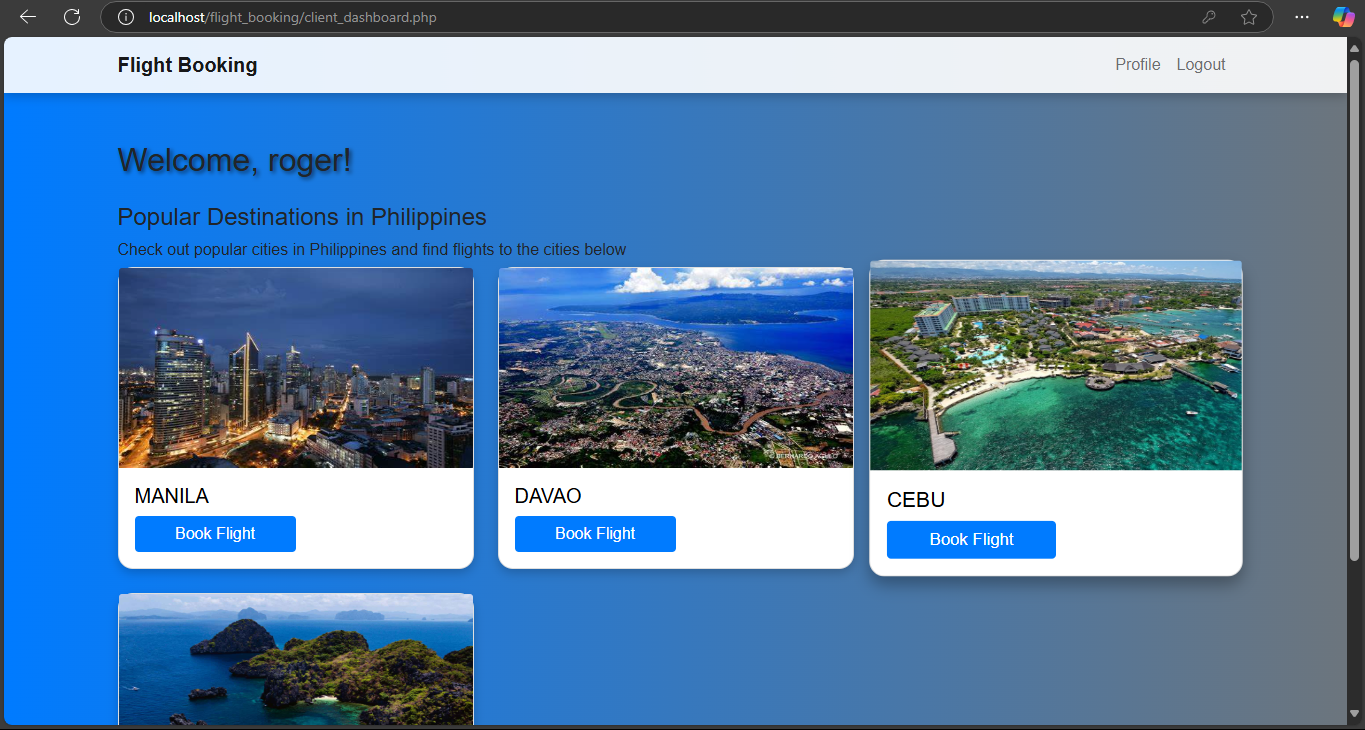 localhost/flight_booking/client_dashboard.php
Flight Booking
Profile Logout
Welcome, roger!
Popular Destinations in Philippines
Check out popular cities in Philippines and find flights to the cities below
MANILA
Book Flight
DAVAO
Book Flight
CEBU
Book Flight